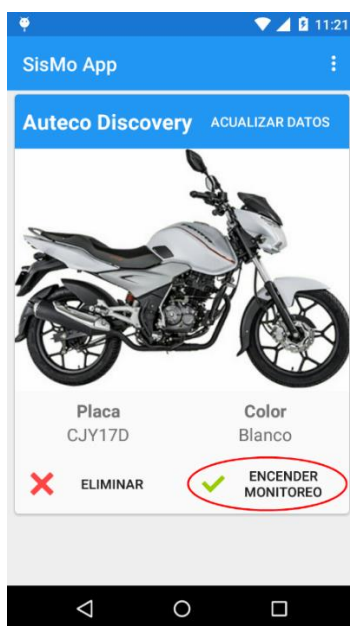 11:21
SisMo App
Auteco Discovery ACUALIZAR DATOS
Placa Color
CJY17D Blanco
ELIMINAR ENCENDER
MONITOREO